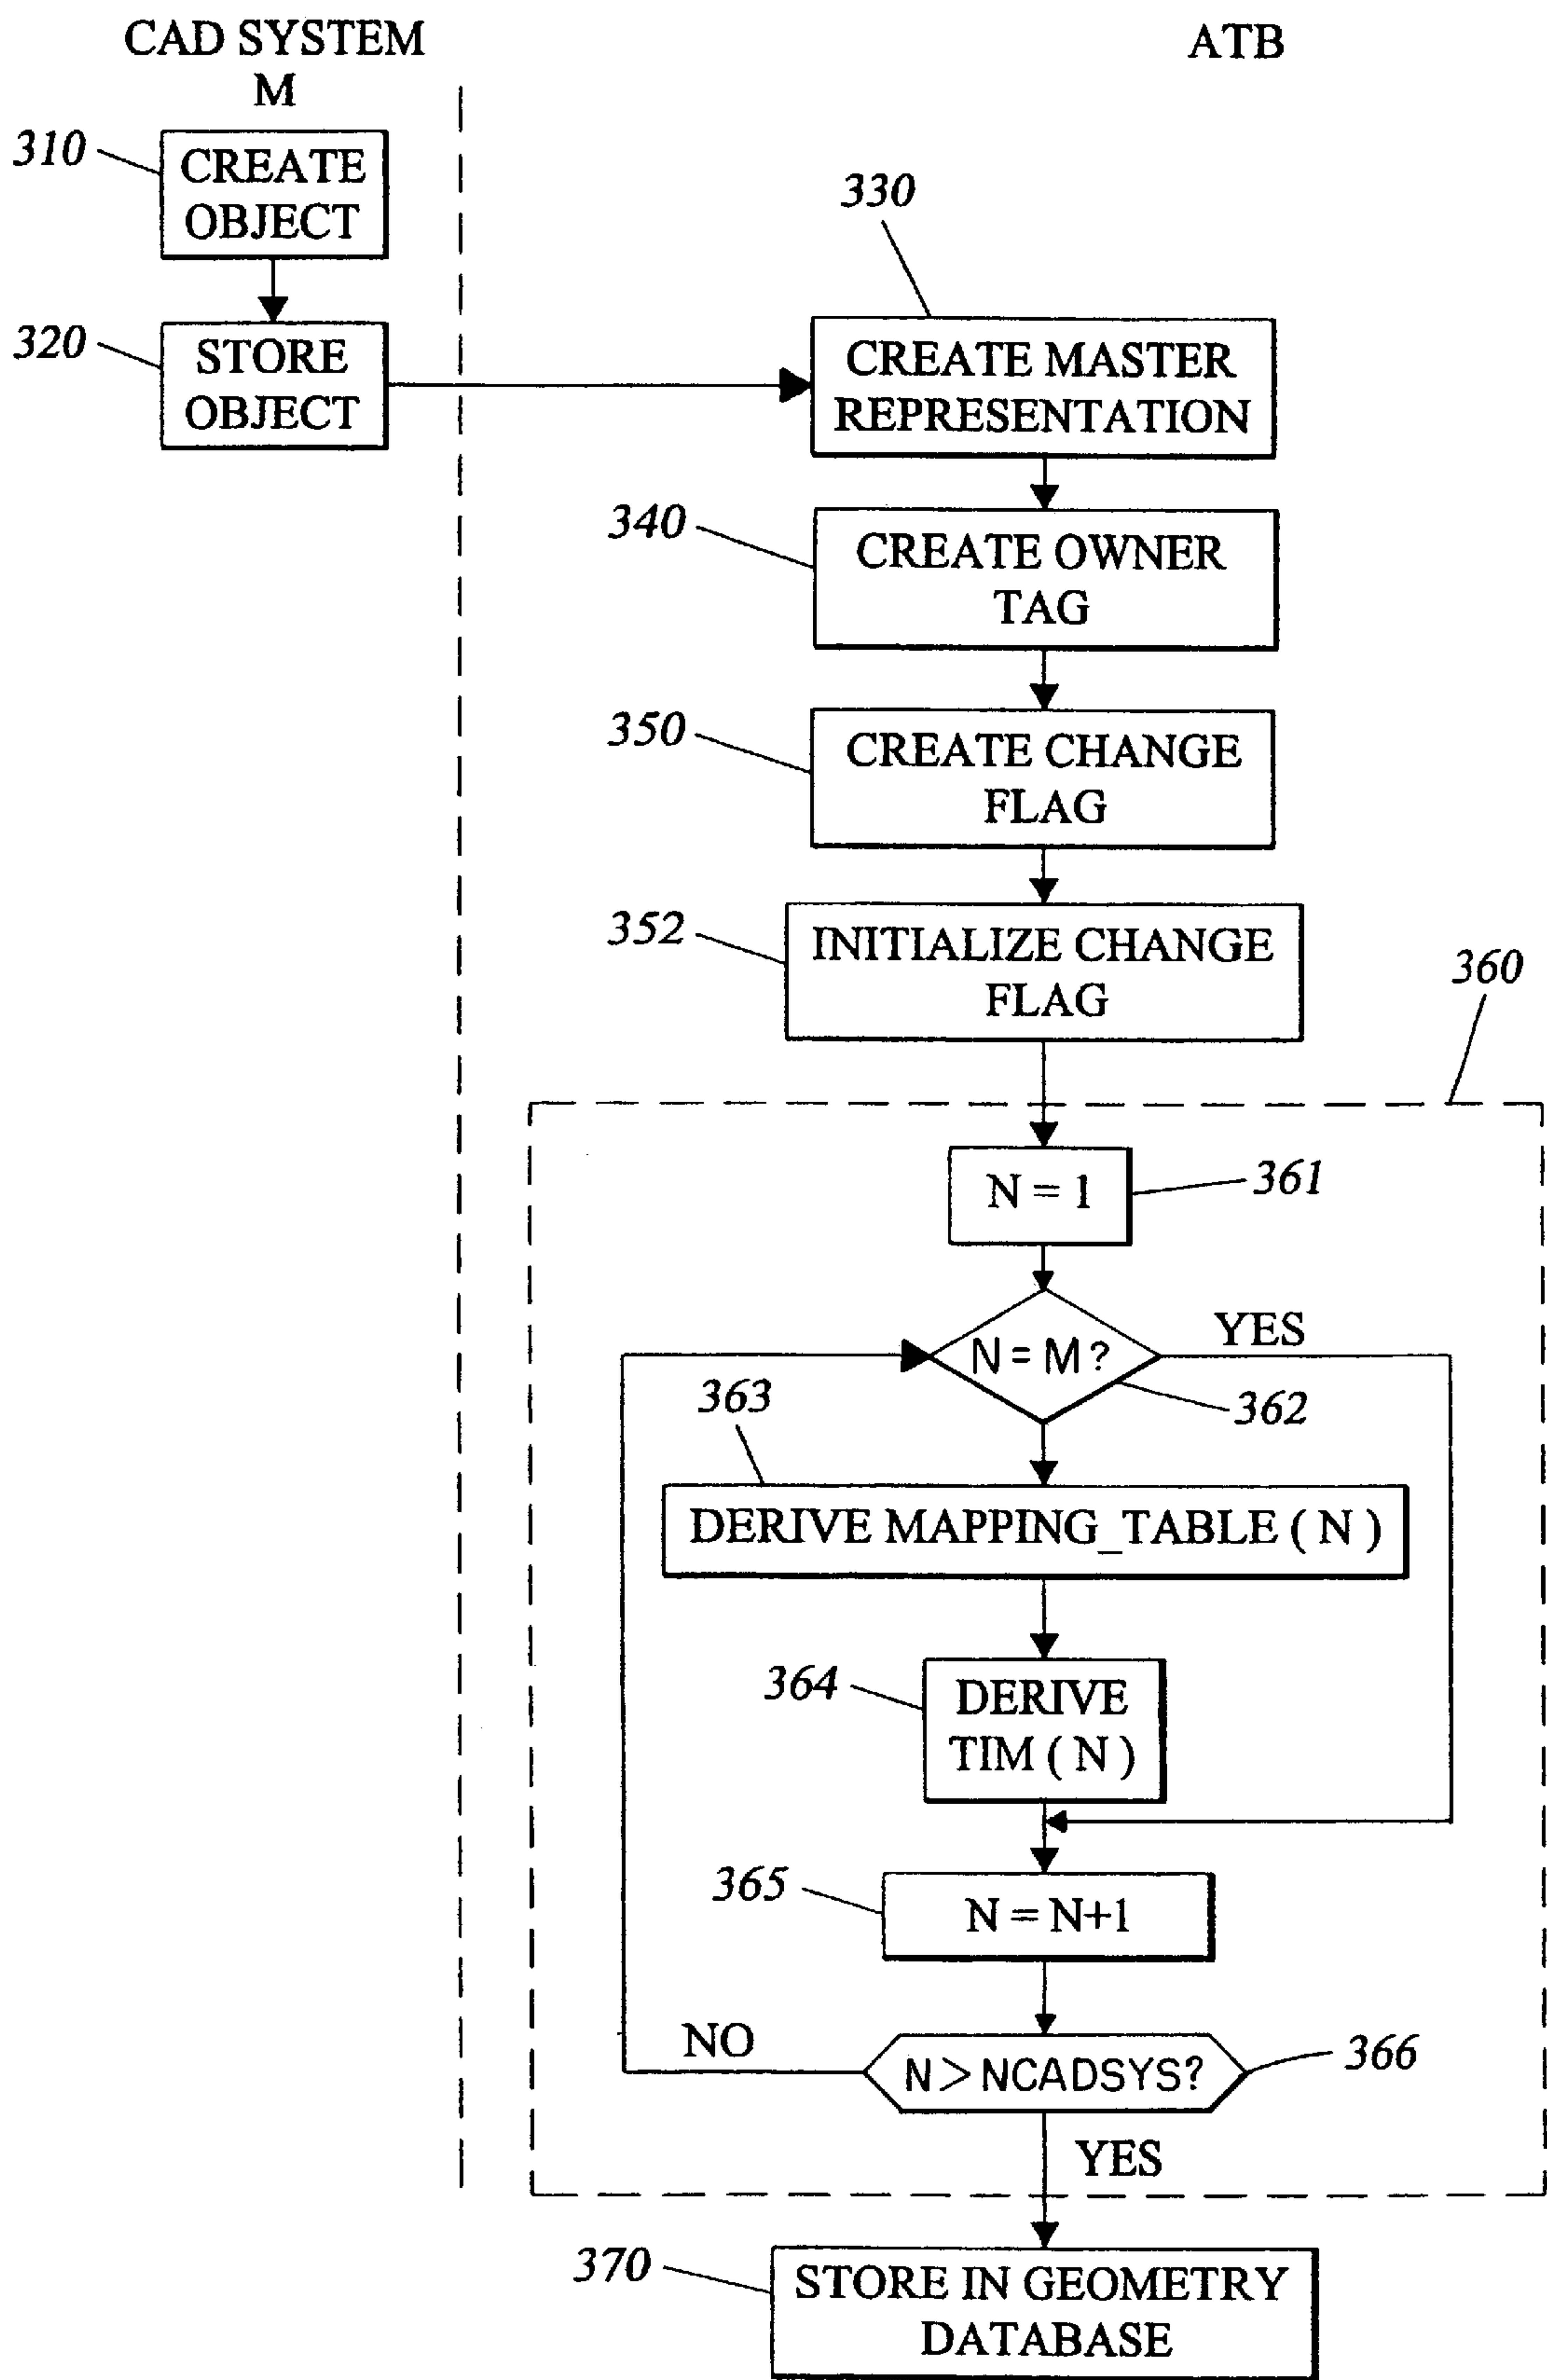 CAD SYSTEM
M
ATB
310
CREATE
OBJECT
320
STORE
OBJECT
330
CREATE MASTER
REPRESENTATION
340
CREATE OWNER
TAG
350
CREATE CHANGE
FLAG
352
INITIALIZE CHANGE
FLAG
360
N = 1
361
N = M ?
YES
362
363
DERIVE MAPPING_TABLE ( N )
364
DERIVE
TIM ( N )
365
N = N+1
NO
N > NCADSYS?
366
YES
370
STORE IN GEOMETRY
DATABASE